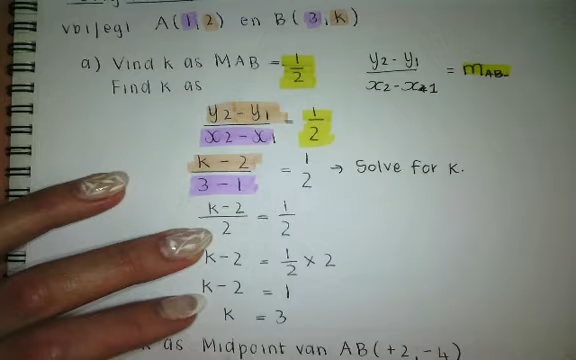 vb1/eg1 A(1,2) en B(3,k)
a) Vind k as MAB = 1/2
Find k as
y2-y1/x2-x1 = mAB
y2-y1/x2-x1 = 1/2
k-2/3-1 = 1/2 → Solve for k.
k-2/2 = 1/2
k-2 = 1/2 × 2
k-2 = 1
k = 3
as Midpoint van AB(+2,-4)